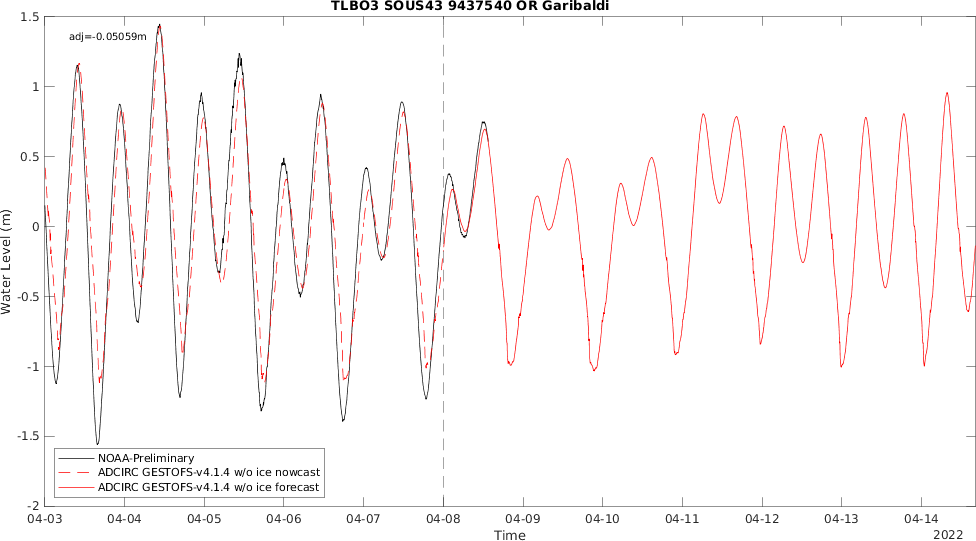 TLBO3 SOUS43 9437540 OR Garibaldi
adj=-0.05059m
1.5
1
0.5
0
-0.5
-1
-1.5
-2
Water Level (m)
NOAA-Preliminary
ADCIRC GESTOFS-v4.1.4 w/o ice nowcast
ADCIRC GESTOFS-v4.1.4 w/o ice forecast
04-03 04-04 04-05 04-06 04-07 04-08 04-09 04-10 04-11 04-12 04-13 04-14
Time
2022